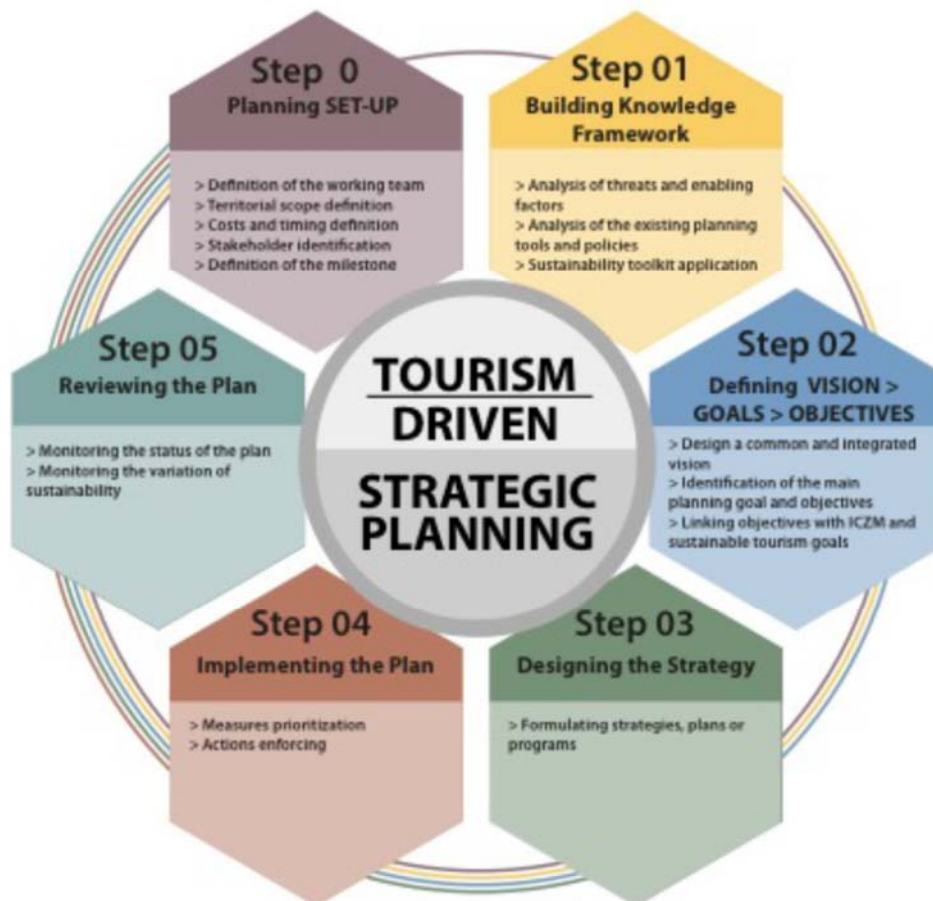 Step 0
Planning SET-UP
> Definition of the working team
> Territorial scope definition
> Costs and timing definition
> Stakeholder identification
> Definition of the milestone
Step 01
Building Knowledge
Framework
> Analysis of threats and enabling
factors
> Analysis of the existing planning
tools and policies
> Sustainability toolkit application
Step 05
Reviewing the Plan
> Monitoring the status of the plan
> Monitoring the variation of
sustainability
TOURISM
DRIVEN
STRATEGIC
PLANNING
Step 02
Defining VISION >
GOALS > OBJECTIVES
> Design a common and integrated
vision
> Identification of the main
planning goal and objectives
> Linking objectives with ICZM and
sustainable tourism goals
Step 04
Implementing the Plan
> Measures prioritization
> Actions enforcing
Step 03
Designing the Strategy
> Formulating strategies, plans or
programs